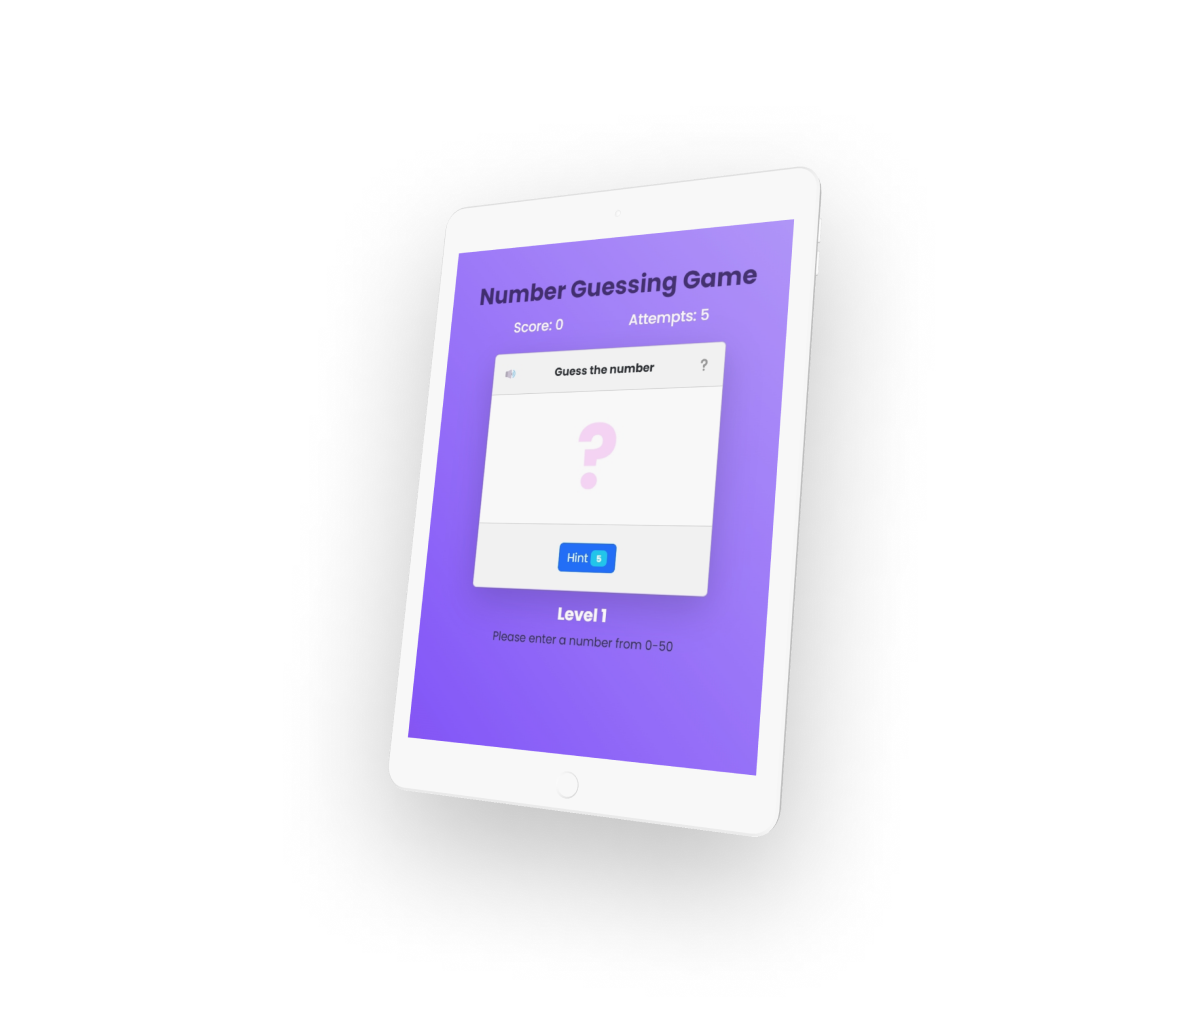 Number Guessing Game
Score: 0 Attempts: 5
Guess the number ?
?
Hint 5
Level 1
Please enter a number from 0-50